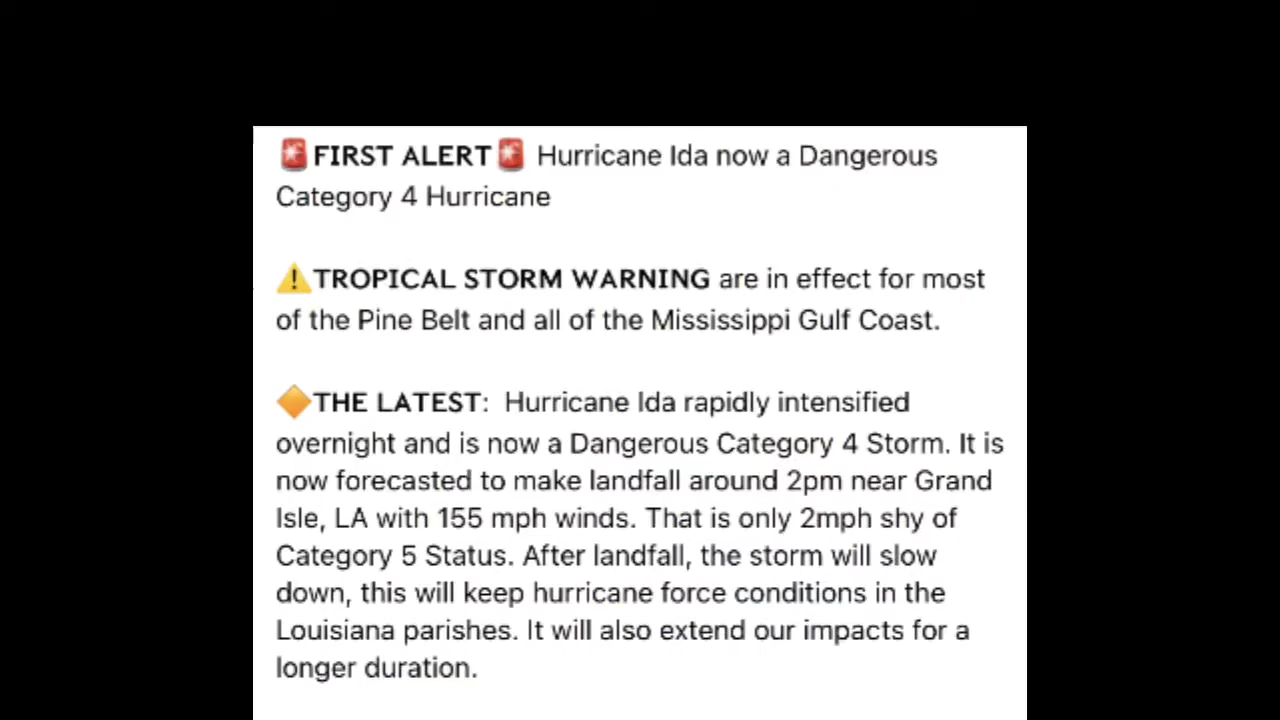 🚨FIRST ALERT🚨 Hurricane Ida now a Dangerous
Category 4 Hurricane
⚠️TROPICAL STORM WARNING are in effect for most
of the Pine Belt and all of the Mississippi Gulf Coast.
🔶THE LATEST: Hurricane Ida rapidly intensified
overnight and is now a Dangerous Category 4 Storm. It is
now forecasted to make landfall around 2pm near Grand
Isle, LA with 155 mph winds. That is only 2mph shy of
Category 5 Status. After landfall, the storm will slow
down, this will keep hurricane force conditions in the
Louisiana parishes. It will also extend our impacts for a
longer duration.